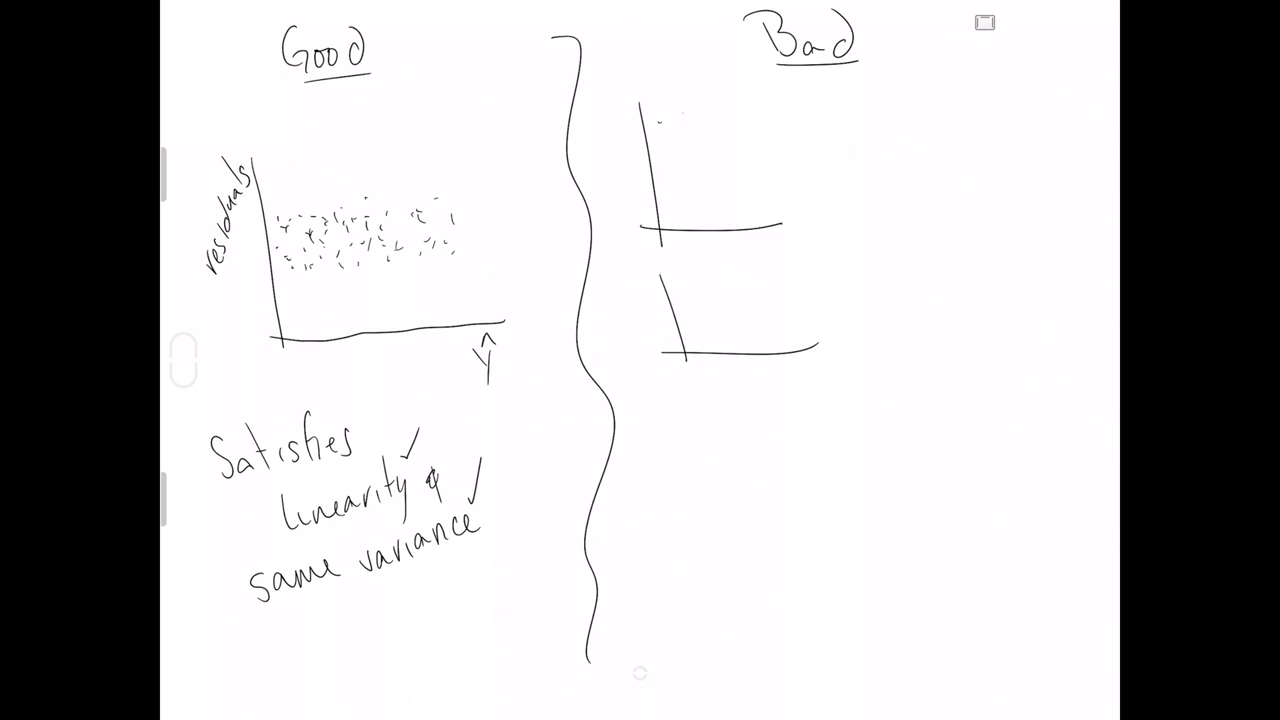 Good
residuals
ŷ
Satisfies
linearity ✓ &
same variance ✓
Bad